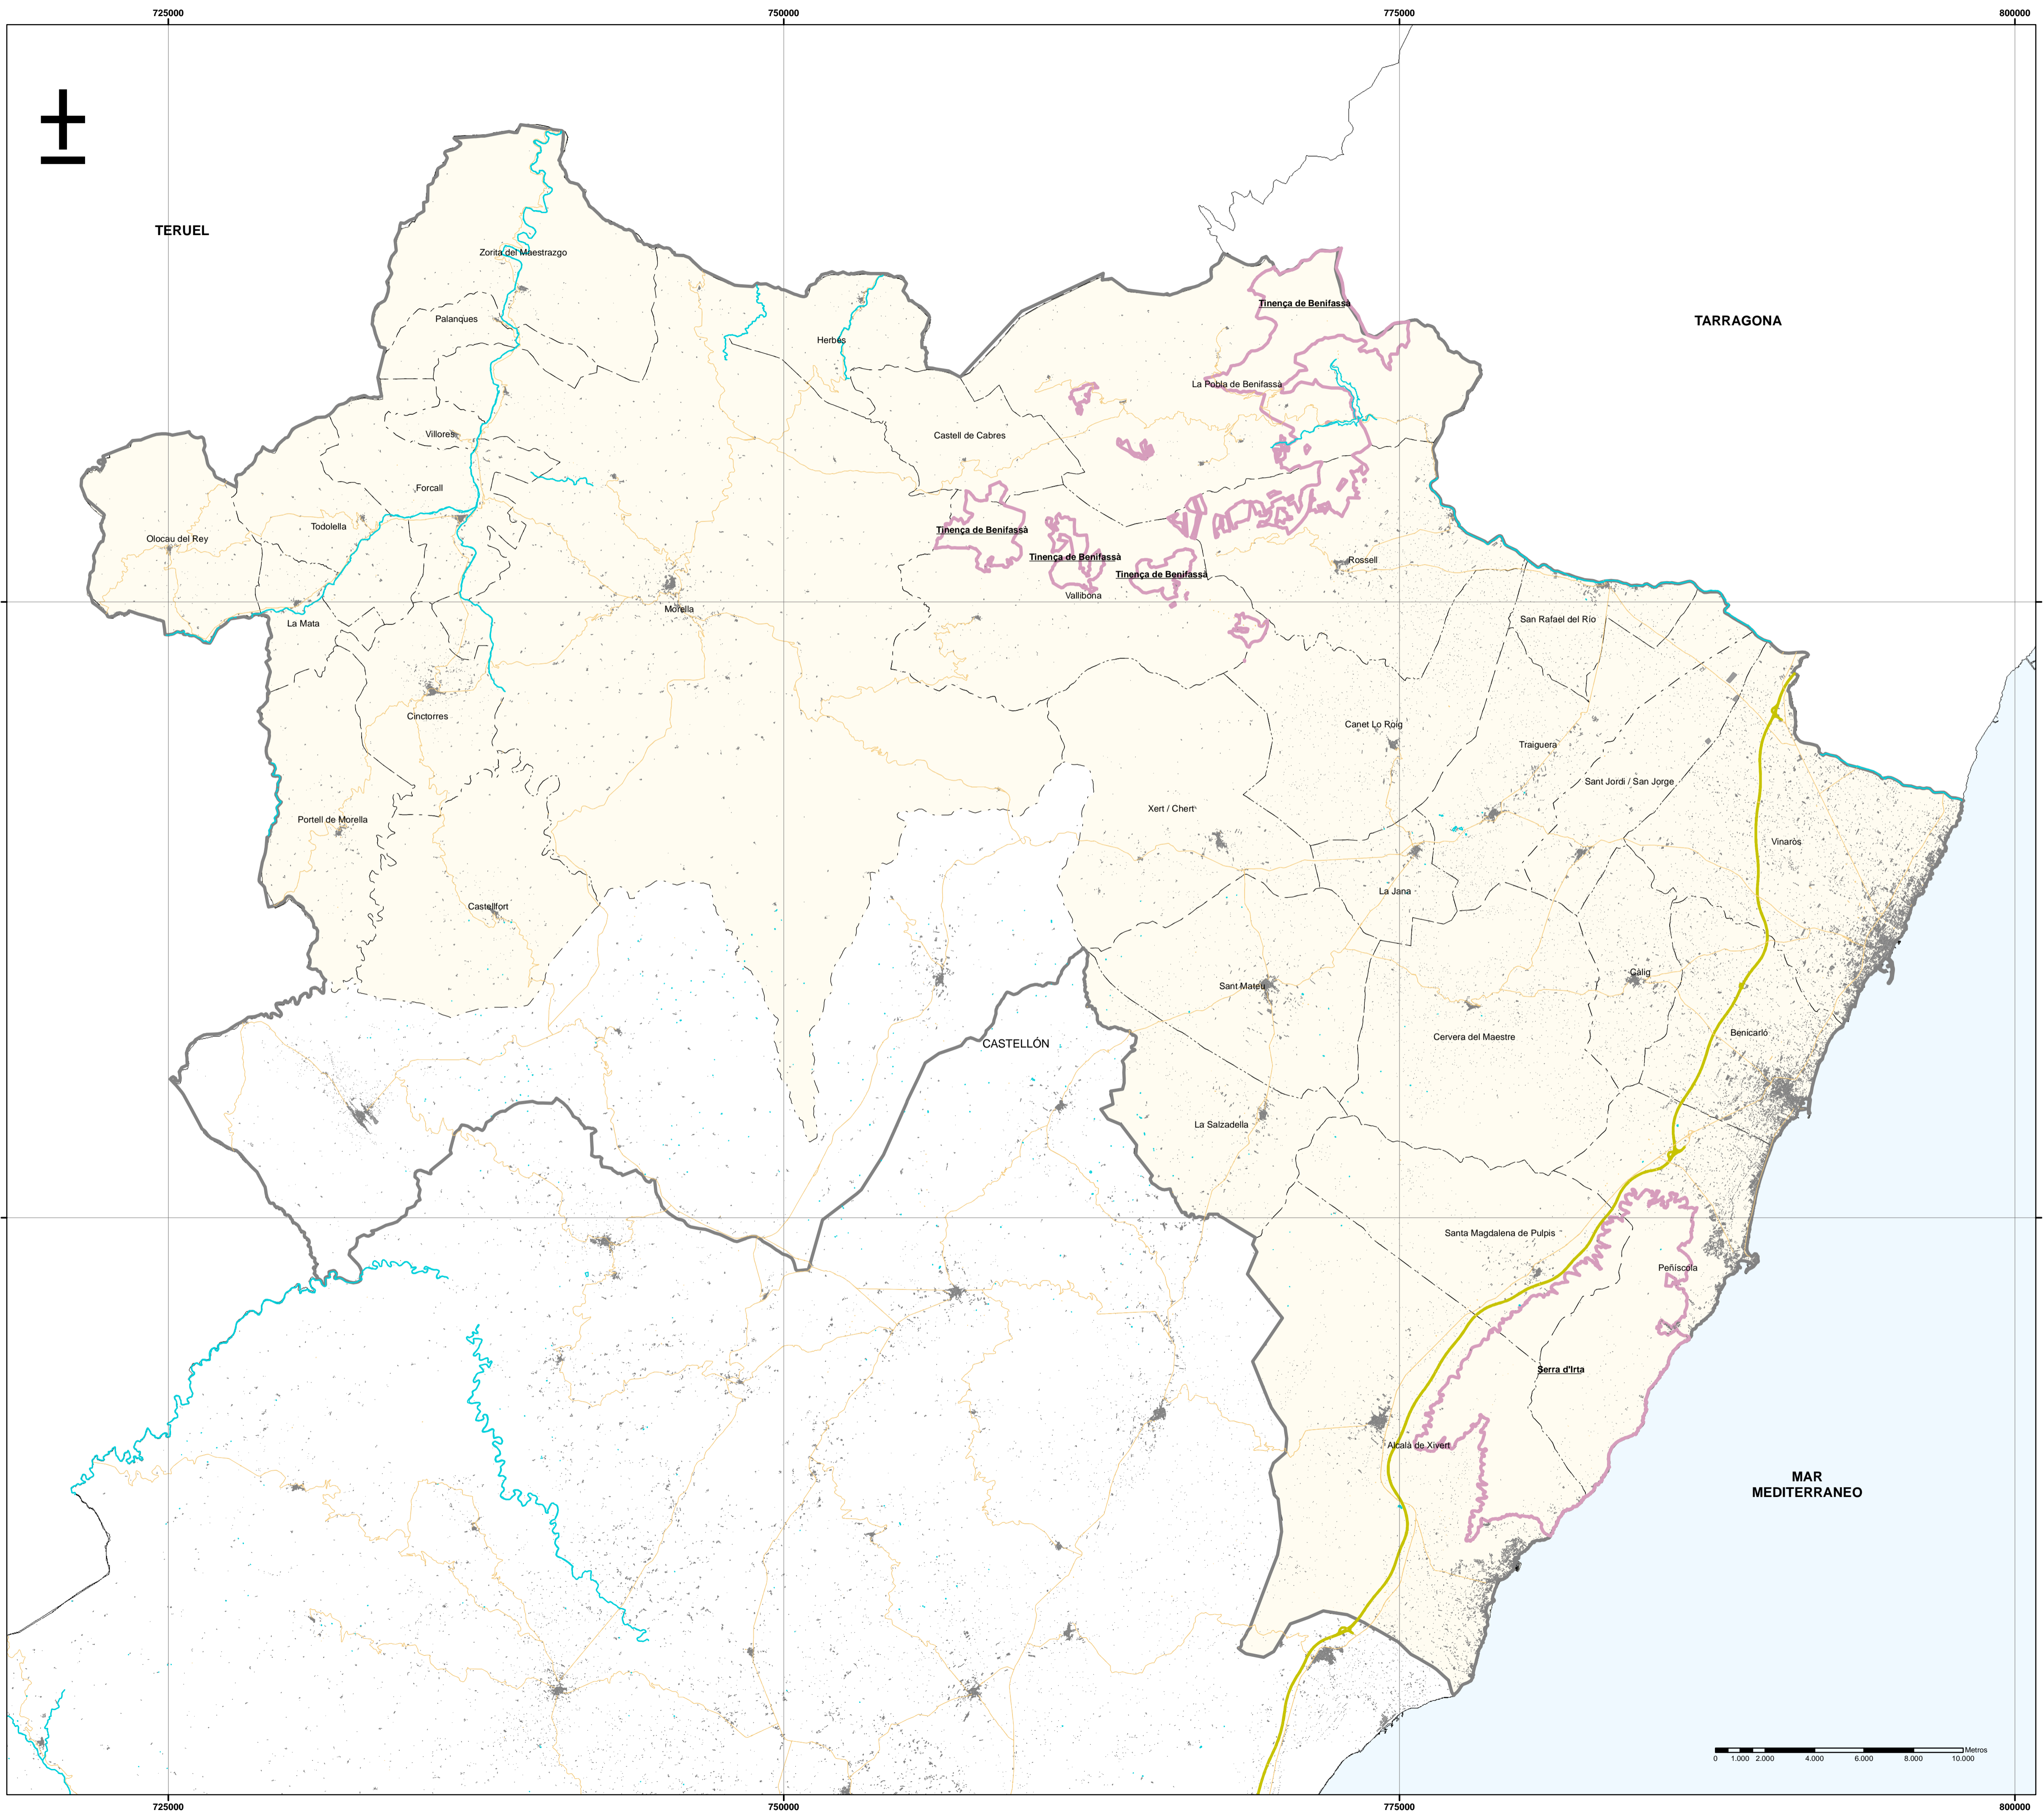 725000
750000
775000
800000
TERUEL
Zorita del Maestrazgo
Tinença de Benifassà
TARRAGONA
Palanques
Herbés
La Pobla de Benifassà
Villores
Castell de Cabres
Forcall
Todolella
Olocau del Rey
Tinença de Benifassà
Tinença de Benifassà
Tinença de Benifassà
Rossell
Vallibona
Morella
La Mata
San Rafael del Río
Cinctorres
Canet Lo Roig
Traiguera
Sant Jordi / San Jorge
Xert / Chert
Portell de Morella
Vinaròs
La Jana
Castellfort
Càlig
Sant Mateu
Benicarló
Cervera del Maestre
CASTELLÓN
La Salzadella
Santa Magdalena de Pulpis
Peñíscola
Serra d'Irta
Alcalà de Xivert
MAR
MEDITERRANEO
Metros
0 1.000 2.000 4.000 6.000 8.000 10.000
725000
750000
775000
800000